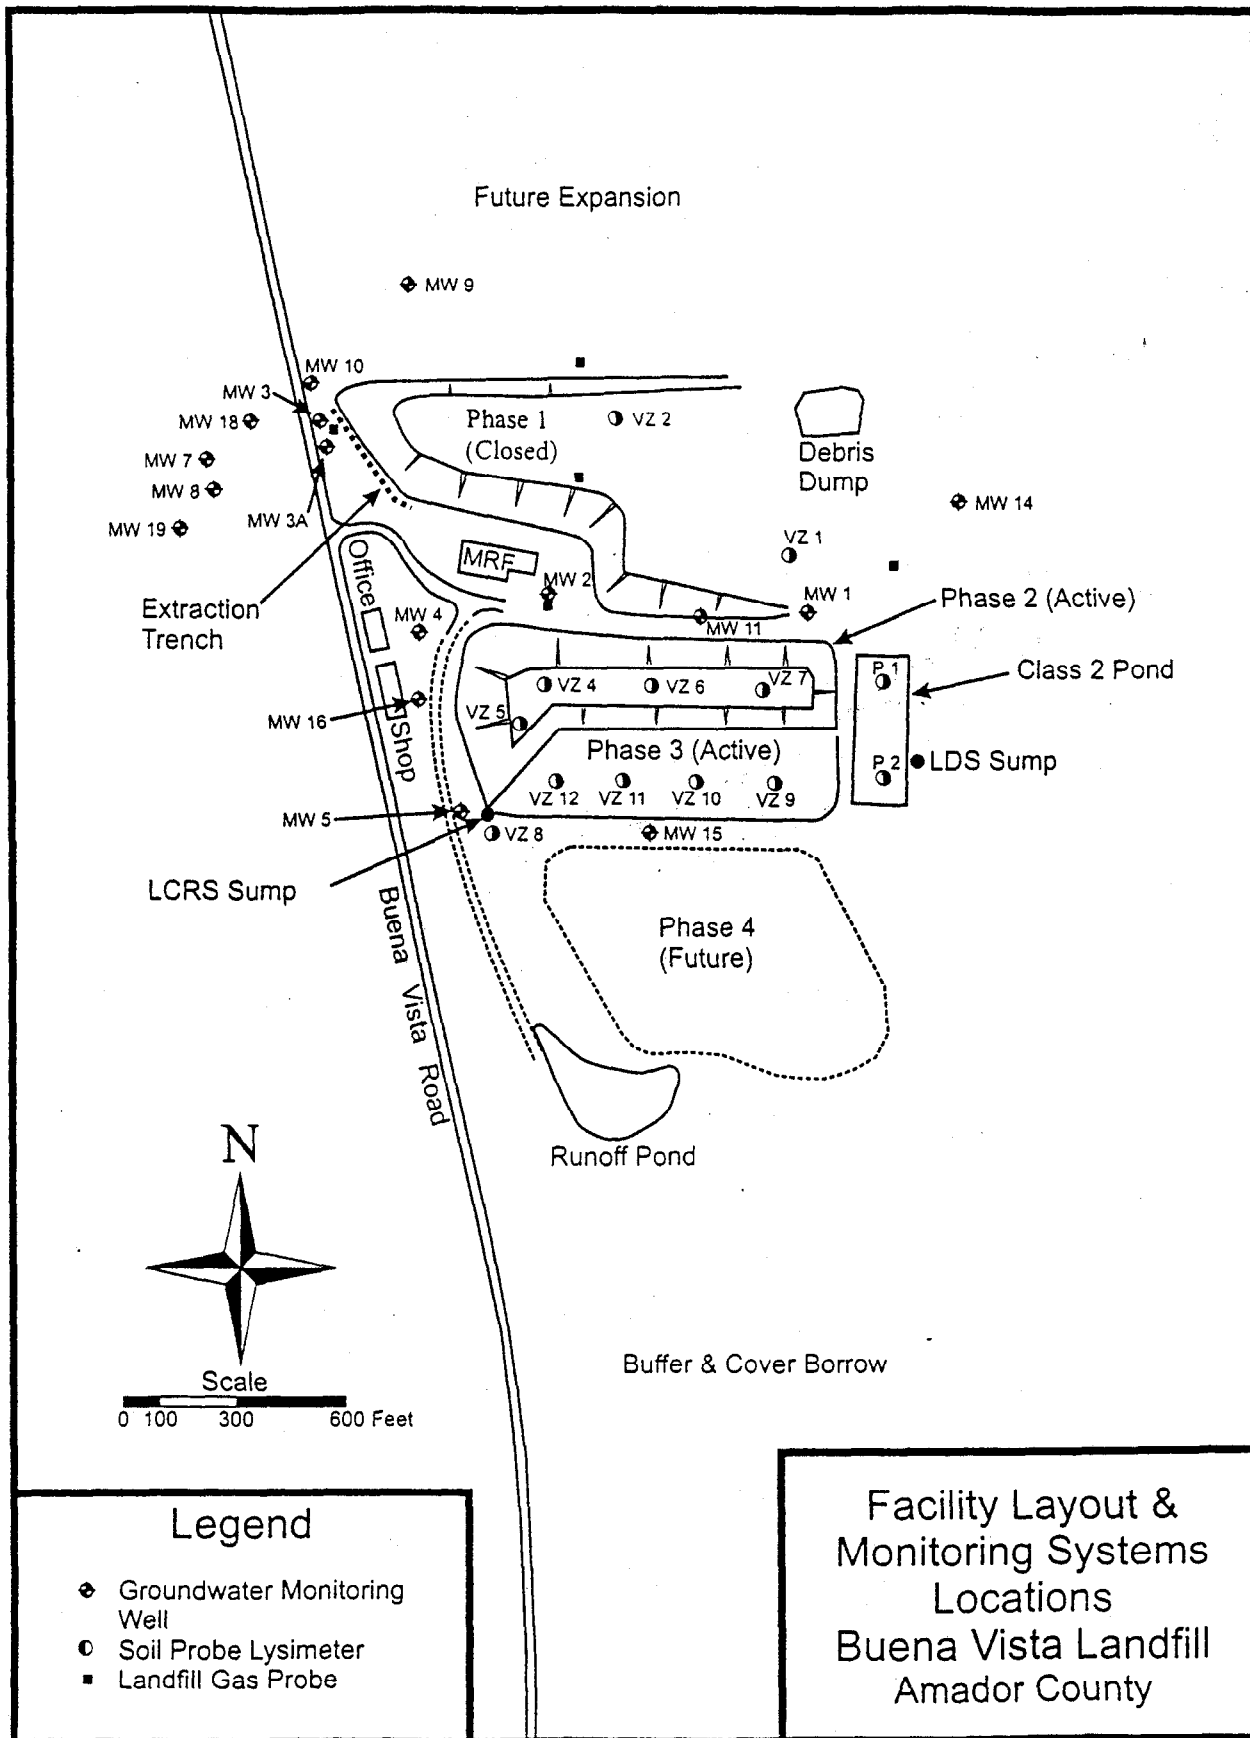 Future Expansion
MW 9
MW 10
MW 3
MW 18
Phase 1
(Closed)
VZ 2
MW 7
Debris
Dump
MW 8
MW 14
MW 19
MW 3A
VZ 1
Office
MRF
MW 2
Extraction
Trench
MW 4
MW 1
Phase 2 (Active)
MW 11
P 1
Class 2 Pond
VZ 4
VZ 6
VZ 7
MW 16
VZ 5
Shop
Phase 3 (Active)
P 2
LDS Sump
VZ 12
VZ 11
VZ 10
VZ 9
MW 5
VZ 8
MW 15
LCRS Sump
Buena Vista Road
Phase 4
(Future)
Runoff Pond
N
Scale
0 100 300 600 Feet
Buffer & Cover Borrow
Legend
Groundwater Monitoring
Well
Soil Probe Lysimeter
Landfill Gas Probe
Facility Layout &
Monitoring Systems
Locations
Buena Vista Landfill
Amador County